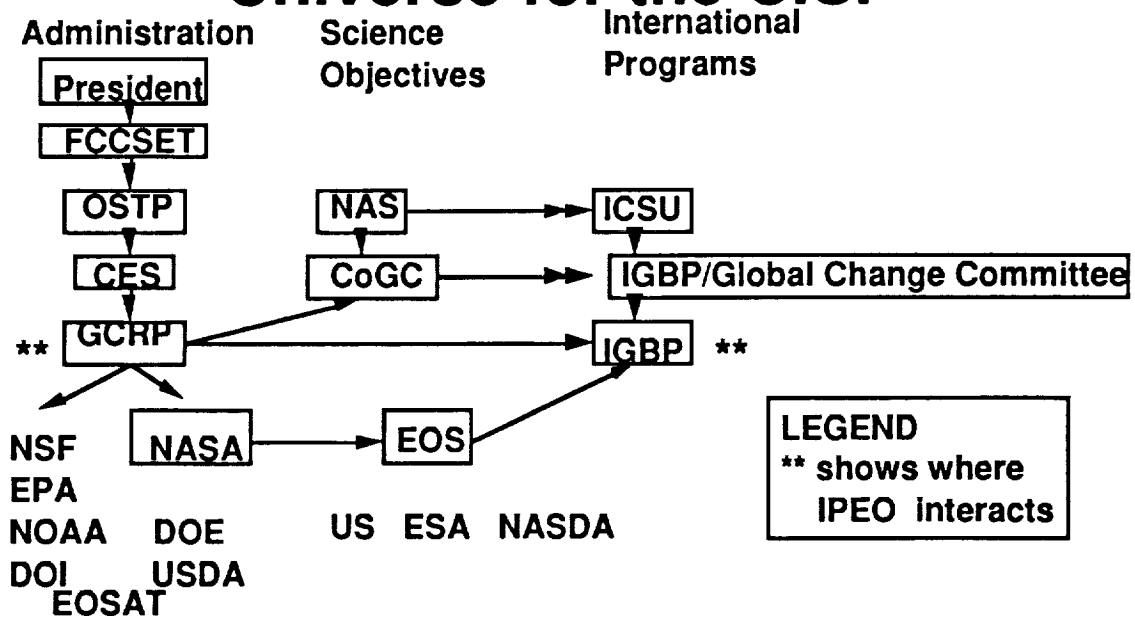 Universe for the U.S.
Administration
Science
Objectives
International
Programs
President
FCCSET
OSTP
NAS
ICSU
CES
CoGC
IGBP/Global Change Committee
** GCRP
IGBP **
NASA
EOS
NSF
EPA
NOAA DOE
DOI USDA
EOSAT
US ESA NASDA
LEGEND
** shows where
IPEO interacts